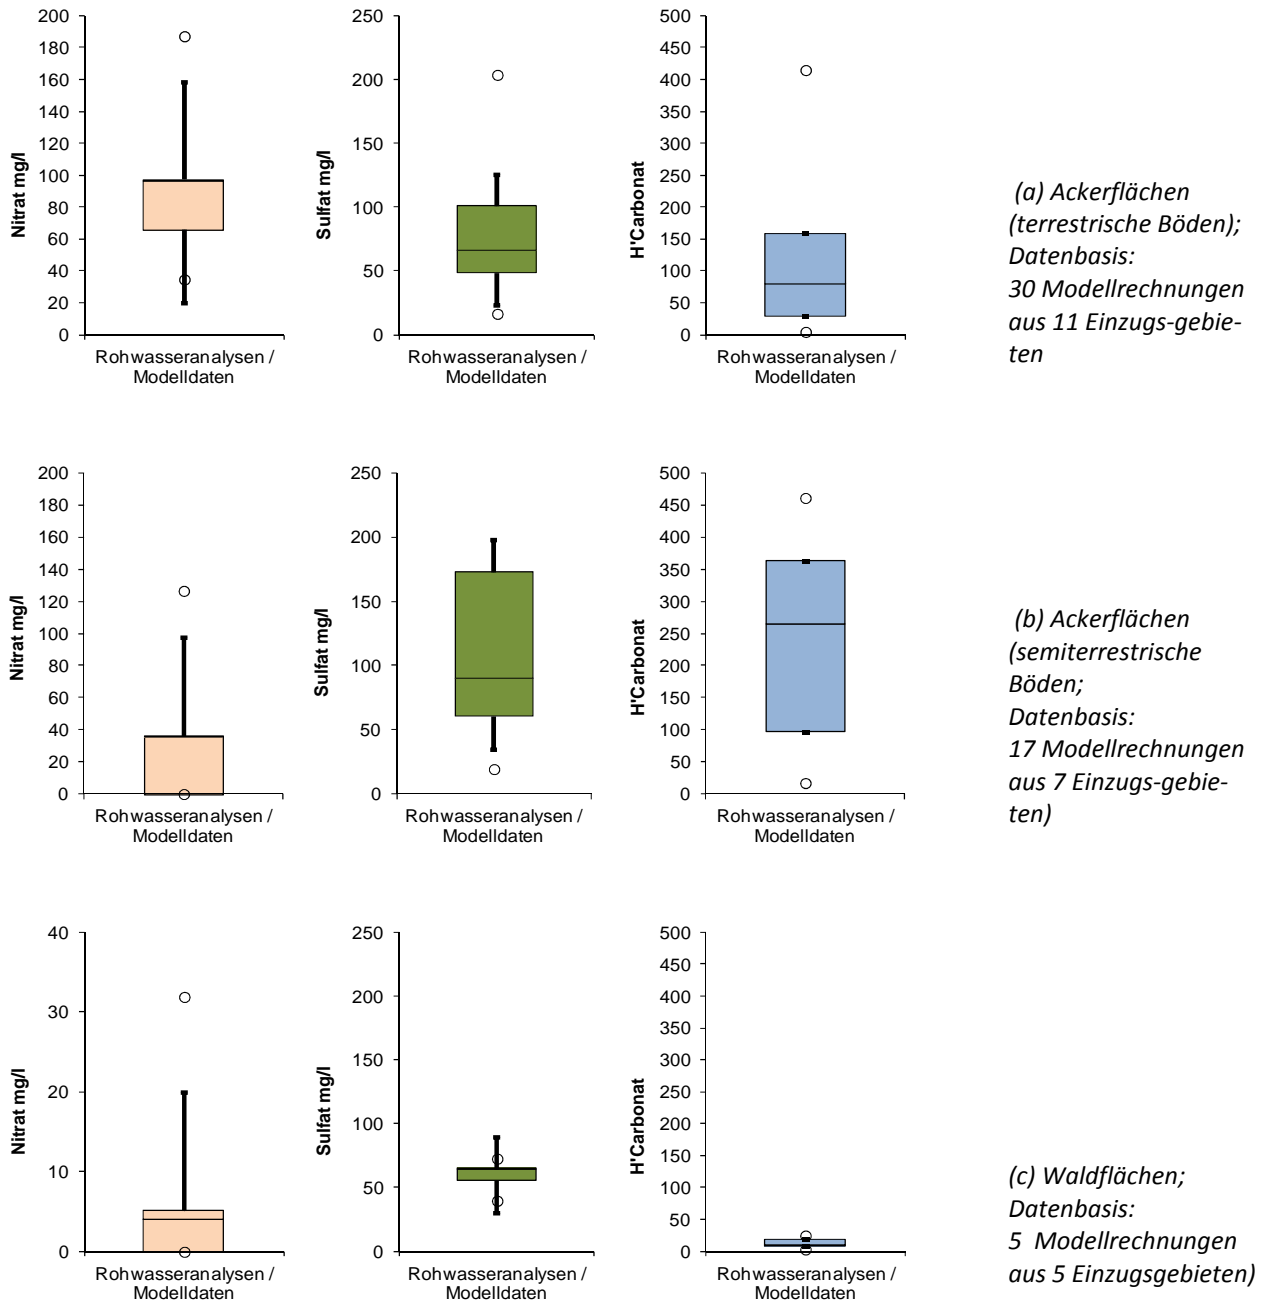 200
180
160
140
120
100
80
60
40
20
0
Nitrat mg/l
Rohwasseranalysen /
Modelldaten
250
200
150
100
50
0
Sulfat mg/l
Rohwasseranalysen /
Modelldaten
500
450
400
350
300
250
200
150
100
50
0
H'Carbonat
Rohwasseranalysen /
Modelldaten
(a) Ackerflächen
(terrestrische Böden);
Datenbasis:
30 Modellrechnungen
aus 11 Einzugs-gebie-
ten
200
180
160
140
120
100
80
60
40
20
0
Nitrat mg/l
Rohwasseranalysen /
Modelldaten
250
200
150
100
50
0
Sulfat mg/l
Rohwasseranalysen /
Modelldaten
500
450
400
350
300
250
200
150
100
50
0
H'Carbonat
Rohwasseranalysen /
Modelldaten
(b) Ackerflächen
(semiterrestrische
Böden;
Datenbasis:
17 Modellrechnungen
aus 7 Einzugs-gebie-
ten)
40
30
20
10
0
Nitrat mg/l
Rohwasseranalysen /
Modelldaten
250
200
150
100
50
0
Sulfat mg/l
Rohwasseranalysen /
Modelldaten
500
450
400
350
300
250
200
150
100
50
0
H'Carbonat
Rohwasseranalysen /
Modelldaten
(c) Waldflächen;
Datenbasis:
5 Modellrechnungen
aus 5 Einzugsgebieten)